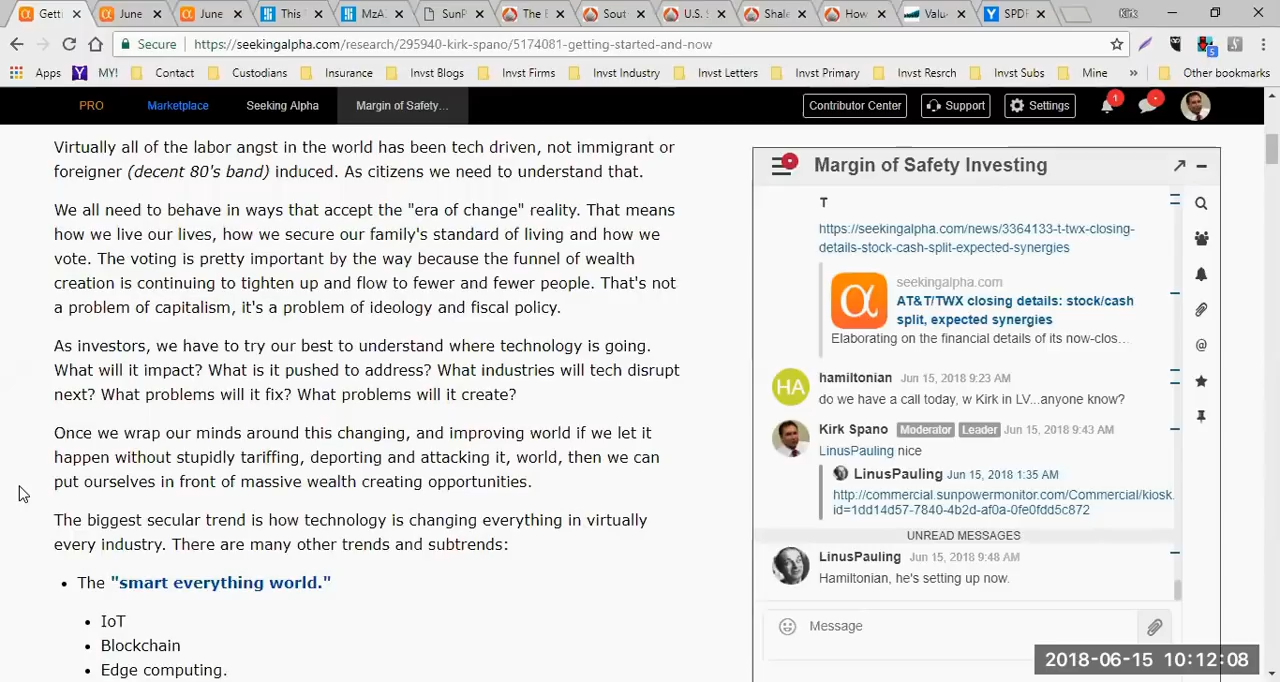 Getti
June
June
This
MzA
SunP
The E
Sout
U.S. S
Shale
How
Valu-
SPDF
Kirk
Secure
https://seekingalpha.com/research/295940-kirk-spano/5174081-getting-started-and-now
Apps
MY!
Contact
Custodians
Insurance
Invst Blogs
Invst Firms
Invst Industry
Invst Letters
Invst Primary
Invst Resrch
Invst Subs
Mine
»
Other bookmarks
PRO
Marketplace
Seeking Alpha
Margin of Safety...
Contributor Center
Support
Settings
1
Virtually all of the labor angst in the world has been tech driven, not immigrant or
foreigner (decent 80's band) induced. As citizens we need to understand that.
We all need to behave in ways that accept the "era of change" reality. That means
how we live our lives, how we secure our family's standard of living and how we
vote. The voting is pretty important by the way because the funnel of wealth
creation is continuing to tighten up and flow to fewer and fewer people. That's not
a problem of capitalism, it's a problem of ideology and fiscal policy.
As investors, we have to try our best to understand where technology is going.
What will it impact? What is it pushed to address? What industries will tech disrupt
next? What problems will it fix? What problems will it create?
Once we wrap our minds around this changing, and improving world if we let it
happen without stupidly tariffing, deporting and attacking it, world, then we can
put ourselves in front of massive wealth creating opportunities.
The biggest secular trend is how technology is changing everything in virtually
every industry. There are many other trends and subtrends:
• The "smart everything world."
• IoT
• Blockchain
• Edge computing.
Margin of Safety Investing
T
https://seekingalpha.com/news/3364133-t-twx-closing-
details-stock-cash-split-expected-synergies
seekingalpha.com
AT&T/TWX closing details: stock/cash
split, expected synergies
Elaborating on the financial details of its now-clos...
HA
hamiltonian Jun 15, 2018 9:23 AM
do we have a call today, w Kirk in LV...anyone know?
Kirk Spano Moderator Leader Jun 15, 2018 9:43 AM
LinusPauling nice
LinusPauling Jun 15, 2018 1:35 AM
http://commercial.sunpowermonitor.com/Commercial/kiosk.
id=1dd14d57-7840-4b2d-af0a-0fe0fdd5c872
UNREAD MESSAGES
LinusPauling Jun 15, 2018 9:48 AM
Hamiltonian, he's setting up now.
Message
2018-06-15 10:12:08